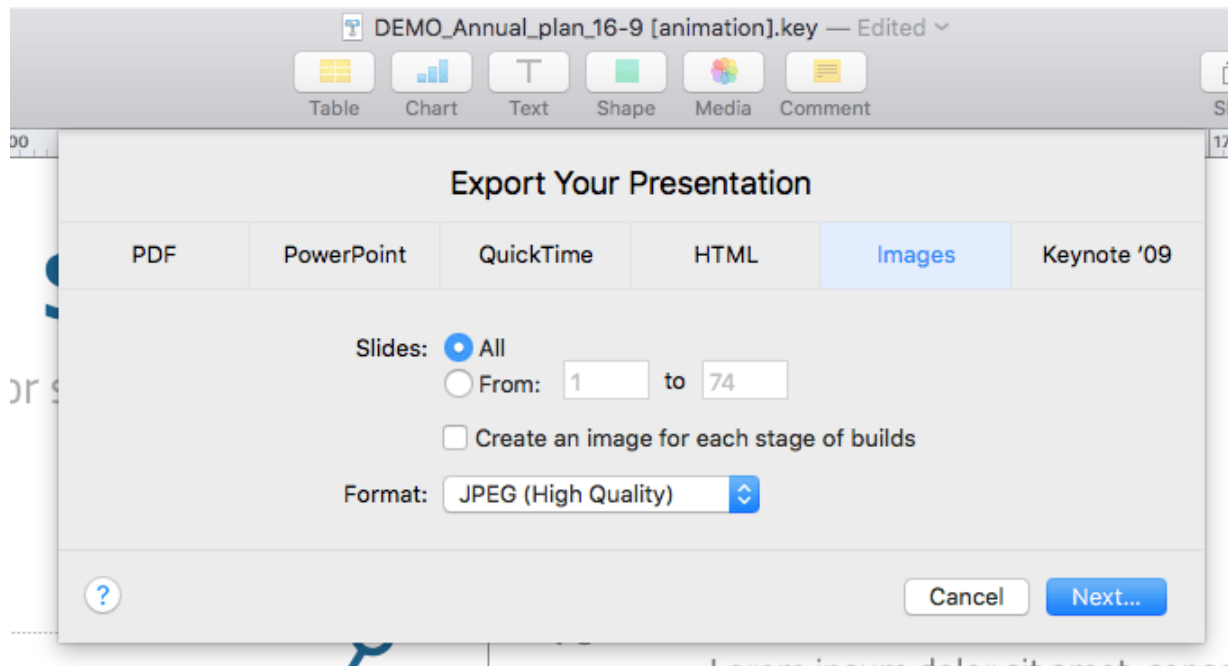 DEMO_Annual_plan_16-9 [animation].key — Edited
Table Chart Text Shape Media Comment
00
17
Export Your Presentation
PDF PowerPoint QuickTime HTML Images Keynote '09
Slides: All
From: 1 to 74
Create an image for each stage of builds
Format: JPEG (High Quality)
? Cancel Next...